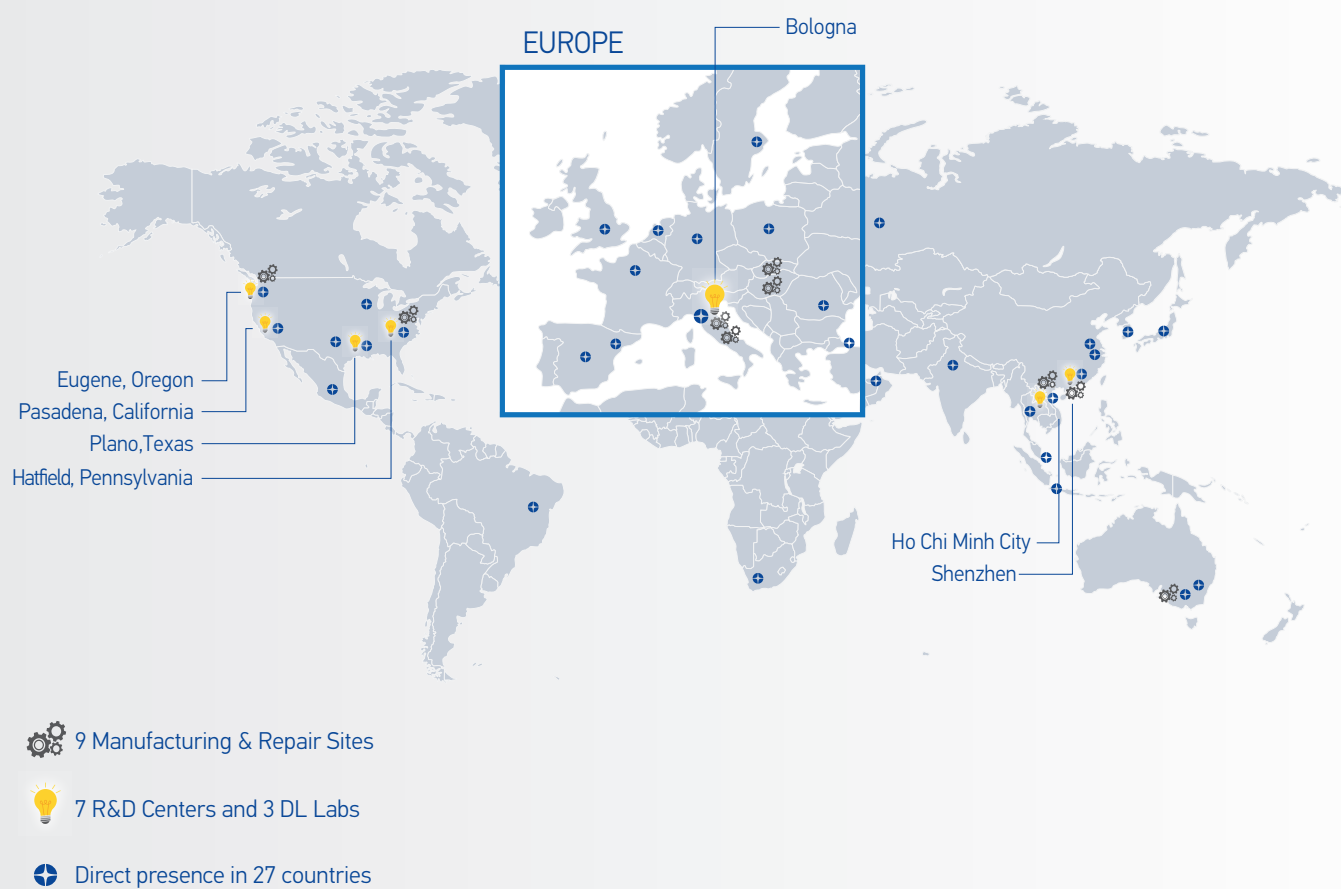 Bologna
EUROPE
Eugene, Oregon
Pasadena, California
Plano,Texas
Hatfield, Pennsylvania
Ho Chi Minh City
Shenzhen
9 Manufacturing & Repair Sites
7 R&D Centers and 3 DL Labs
Direct presence in 27 countries